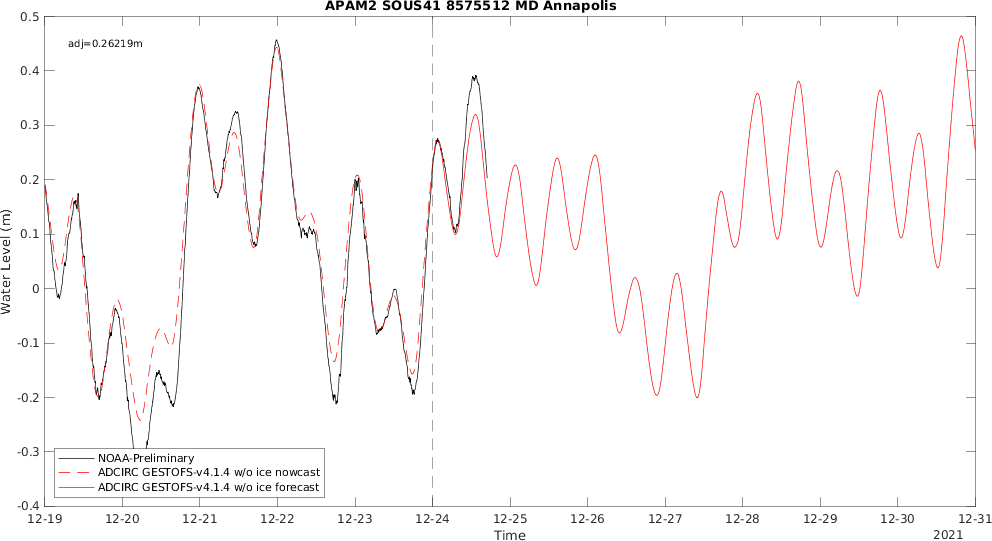 APAM2 SOUS41 8575512 MD Annapolis
adj=0.26219m
0.5
0.4
0.3
0.2
0.1
0
-0.1
-0.2
-0.3
-0.4
Water Level (m)
NOAA-Preliminary
ADCIRC GESTOFS-v4.1.4 w/o ice nowcast
ADCIRC GESTOFS-v4.1.4 w/o ice forecast
12-19 12-20 12-21 12-22 12-23 12-24 12-25 12-26 12-27 12-28 12-29 12-30 12-31
Time
2021